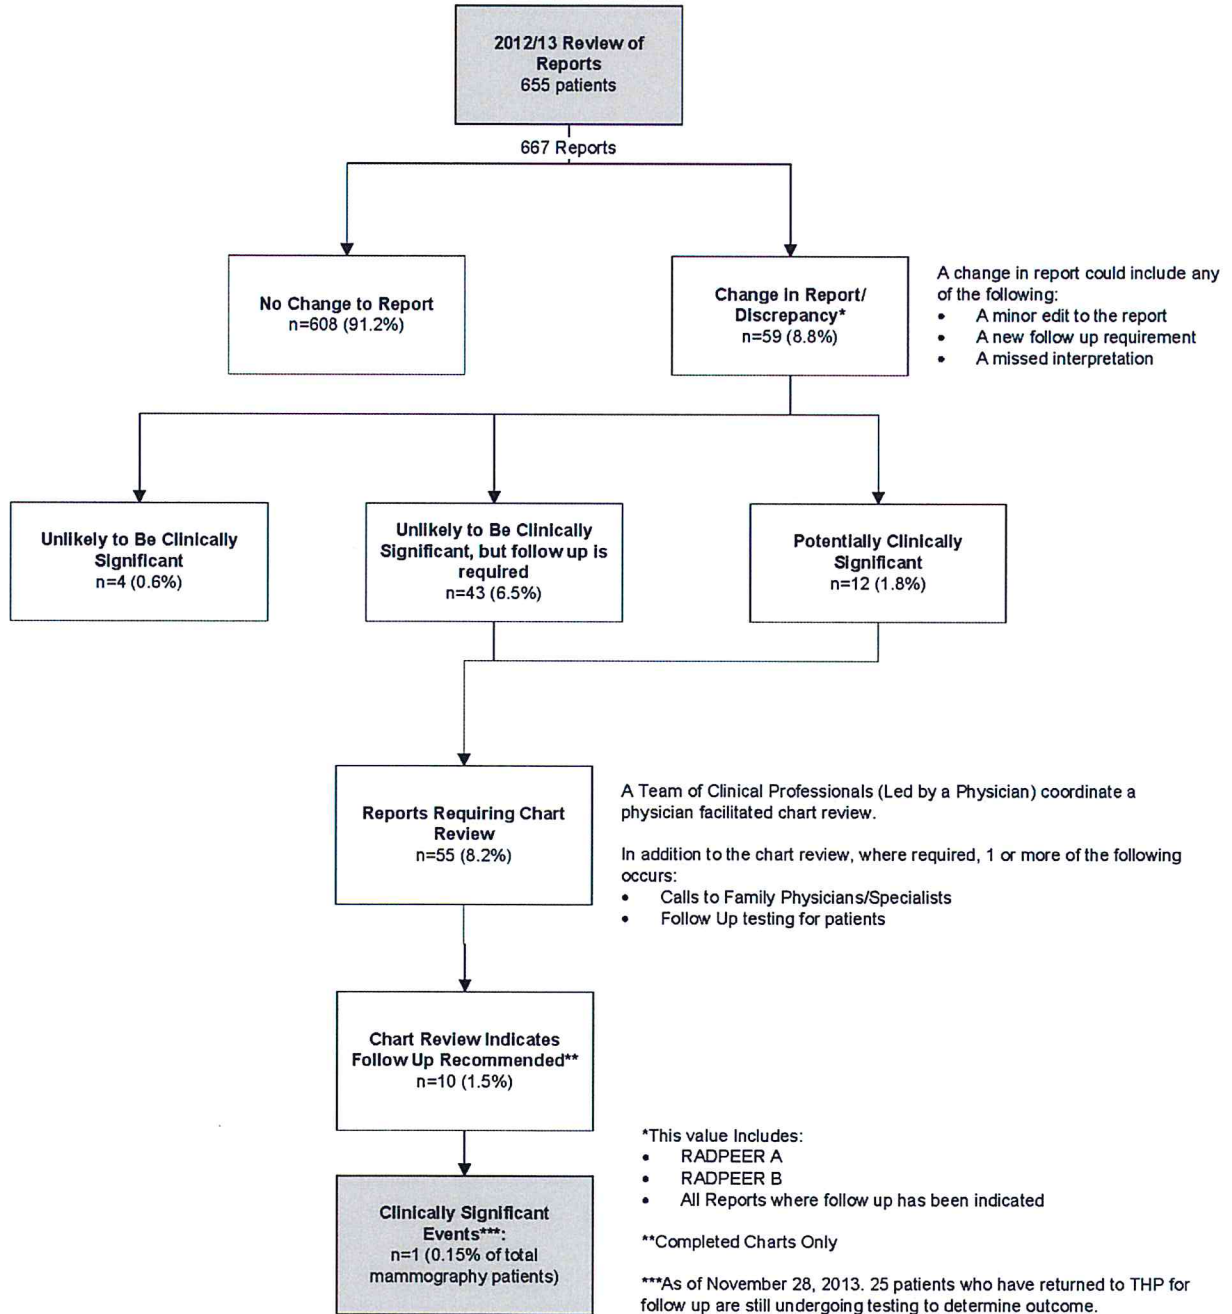 2012/13 Review of
Reports
655 patients
667 Reports
No Change to Report
n=608 (91.2%)
Change in Report/
Discrepancy*
n=59 (8.8%)
A change in report could include any
of the following:
• A minor edit to the report
• A new follow up requirement
• A missed interpretation
Unlikely to Be Clinically
Significant
n=4 (0.6%)
Unlikely to Be Clinically
Significant, but follow up is
required
n=43 (6.5%)
Potentially Clinically
Significant
n=12 (1.8%)
Reports Requiring Chart
Review
n=55 (8.2%)
A Team of Clinical Professionals (Led by a Physician) coordinate a
physician facilitated chart review.
In addition to the chart review, where required, 1 or more of the following
occurs:
• Calls to Family Physicians/Specialists
• Follow Up testing for patients
Chart Review Indicates
Follow Up Recommended**
n=10 (1.5%)
*This value Includes:
• RADPEER A
• RADPEER B
• All Reports where follow up has been indicated
**Completed Charts Only
***As of November 28, 2013. 25 patients who have returned to THP for
follow up are still undergoing testing to determine outcome.
Clinically Significant
Events***:
n=1 (0.15% of total
mammography patients)